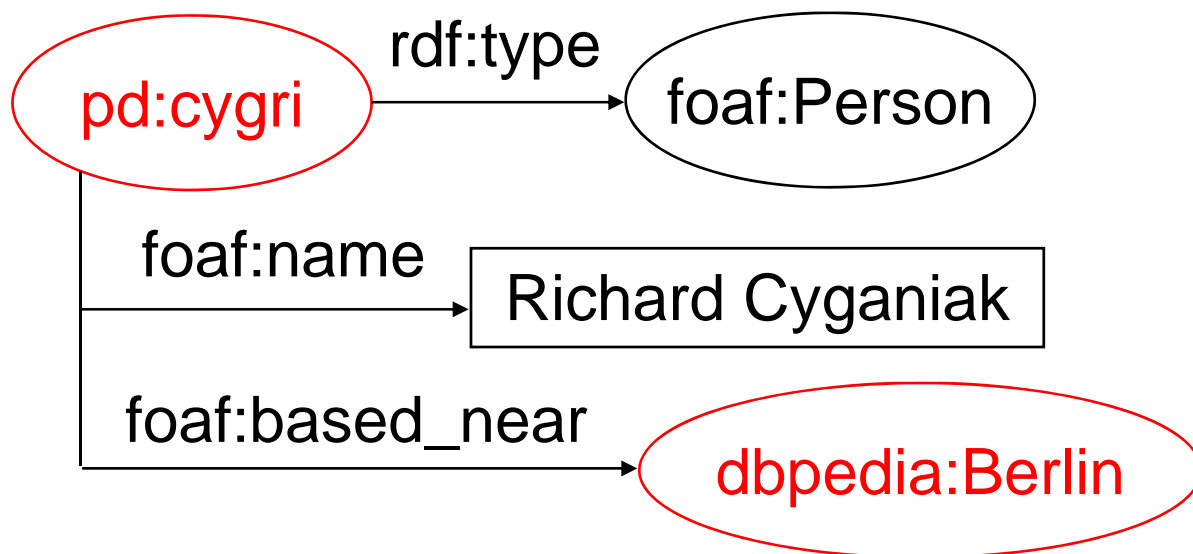 rdf:type
pd:cygri
foaf:Person
foaf:name
Richard Cyganiak
foaf:based_near
dbpedia:Berlin